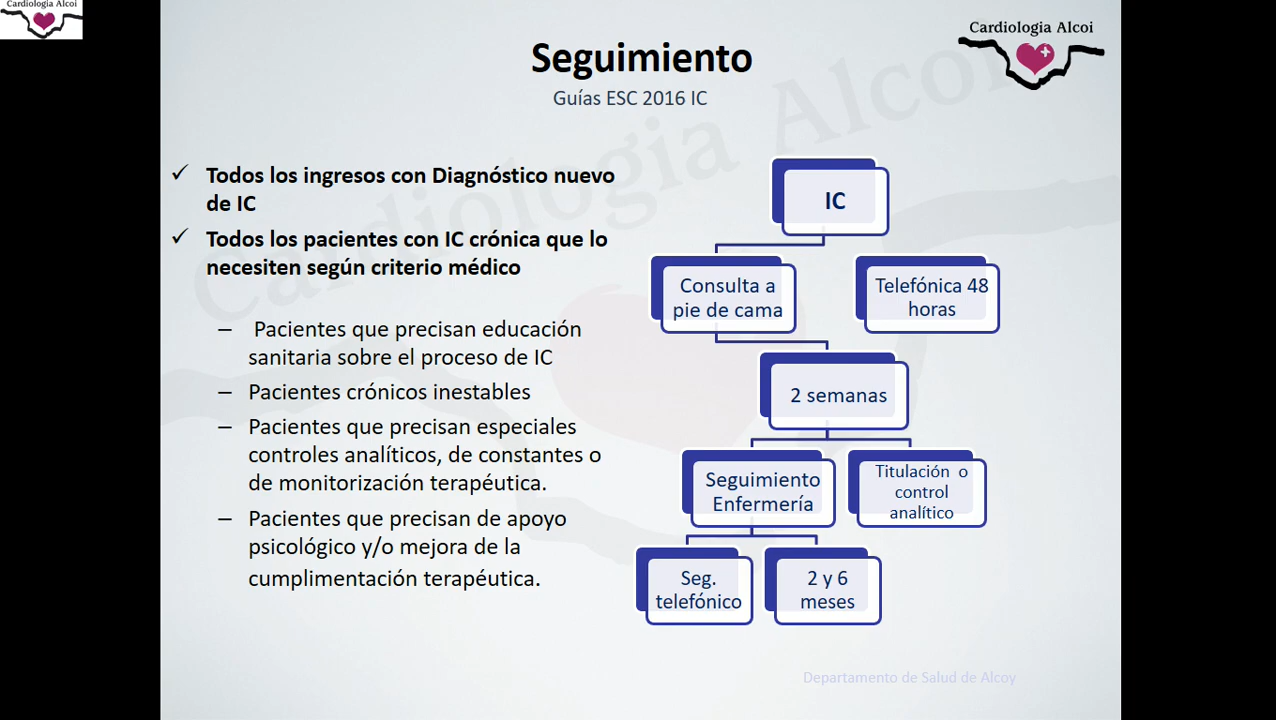 Cardiología Alcoi
Cardiología Alcoi
Seguimiento
Guías ESC 2016 IC
✓ Todos los ingresos con Diagnóstico nuevo
de IC
✓ Todos los pacientes con IC crónica que lo
necesiten según criterio médico
– Pacientes que precisan educación
sanitaria sobre el proceso de IC
– Pacientes crónicos inestables
– Pacientes que precisan especiales
controles analíticos, de constantes o
de monitorización terapéutica.
– Pacientes que precisan de apoyo
psicológico y/o mejora de la
cumplimentación terapéutica.
IC
Consulta a
pie de cama
Telefónica 48
horas
2 semanas
Seguimiento
Enfermería
Titulación o
control
analítico
Seg.
telefónico
2 y 6
meses
Cardiologia Alcoi
Departamento de Salud de Alcoy